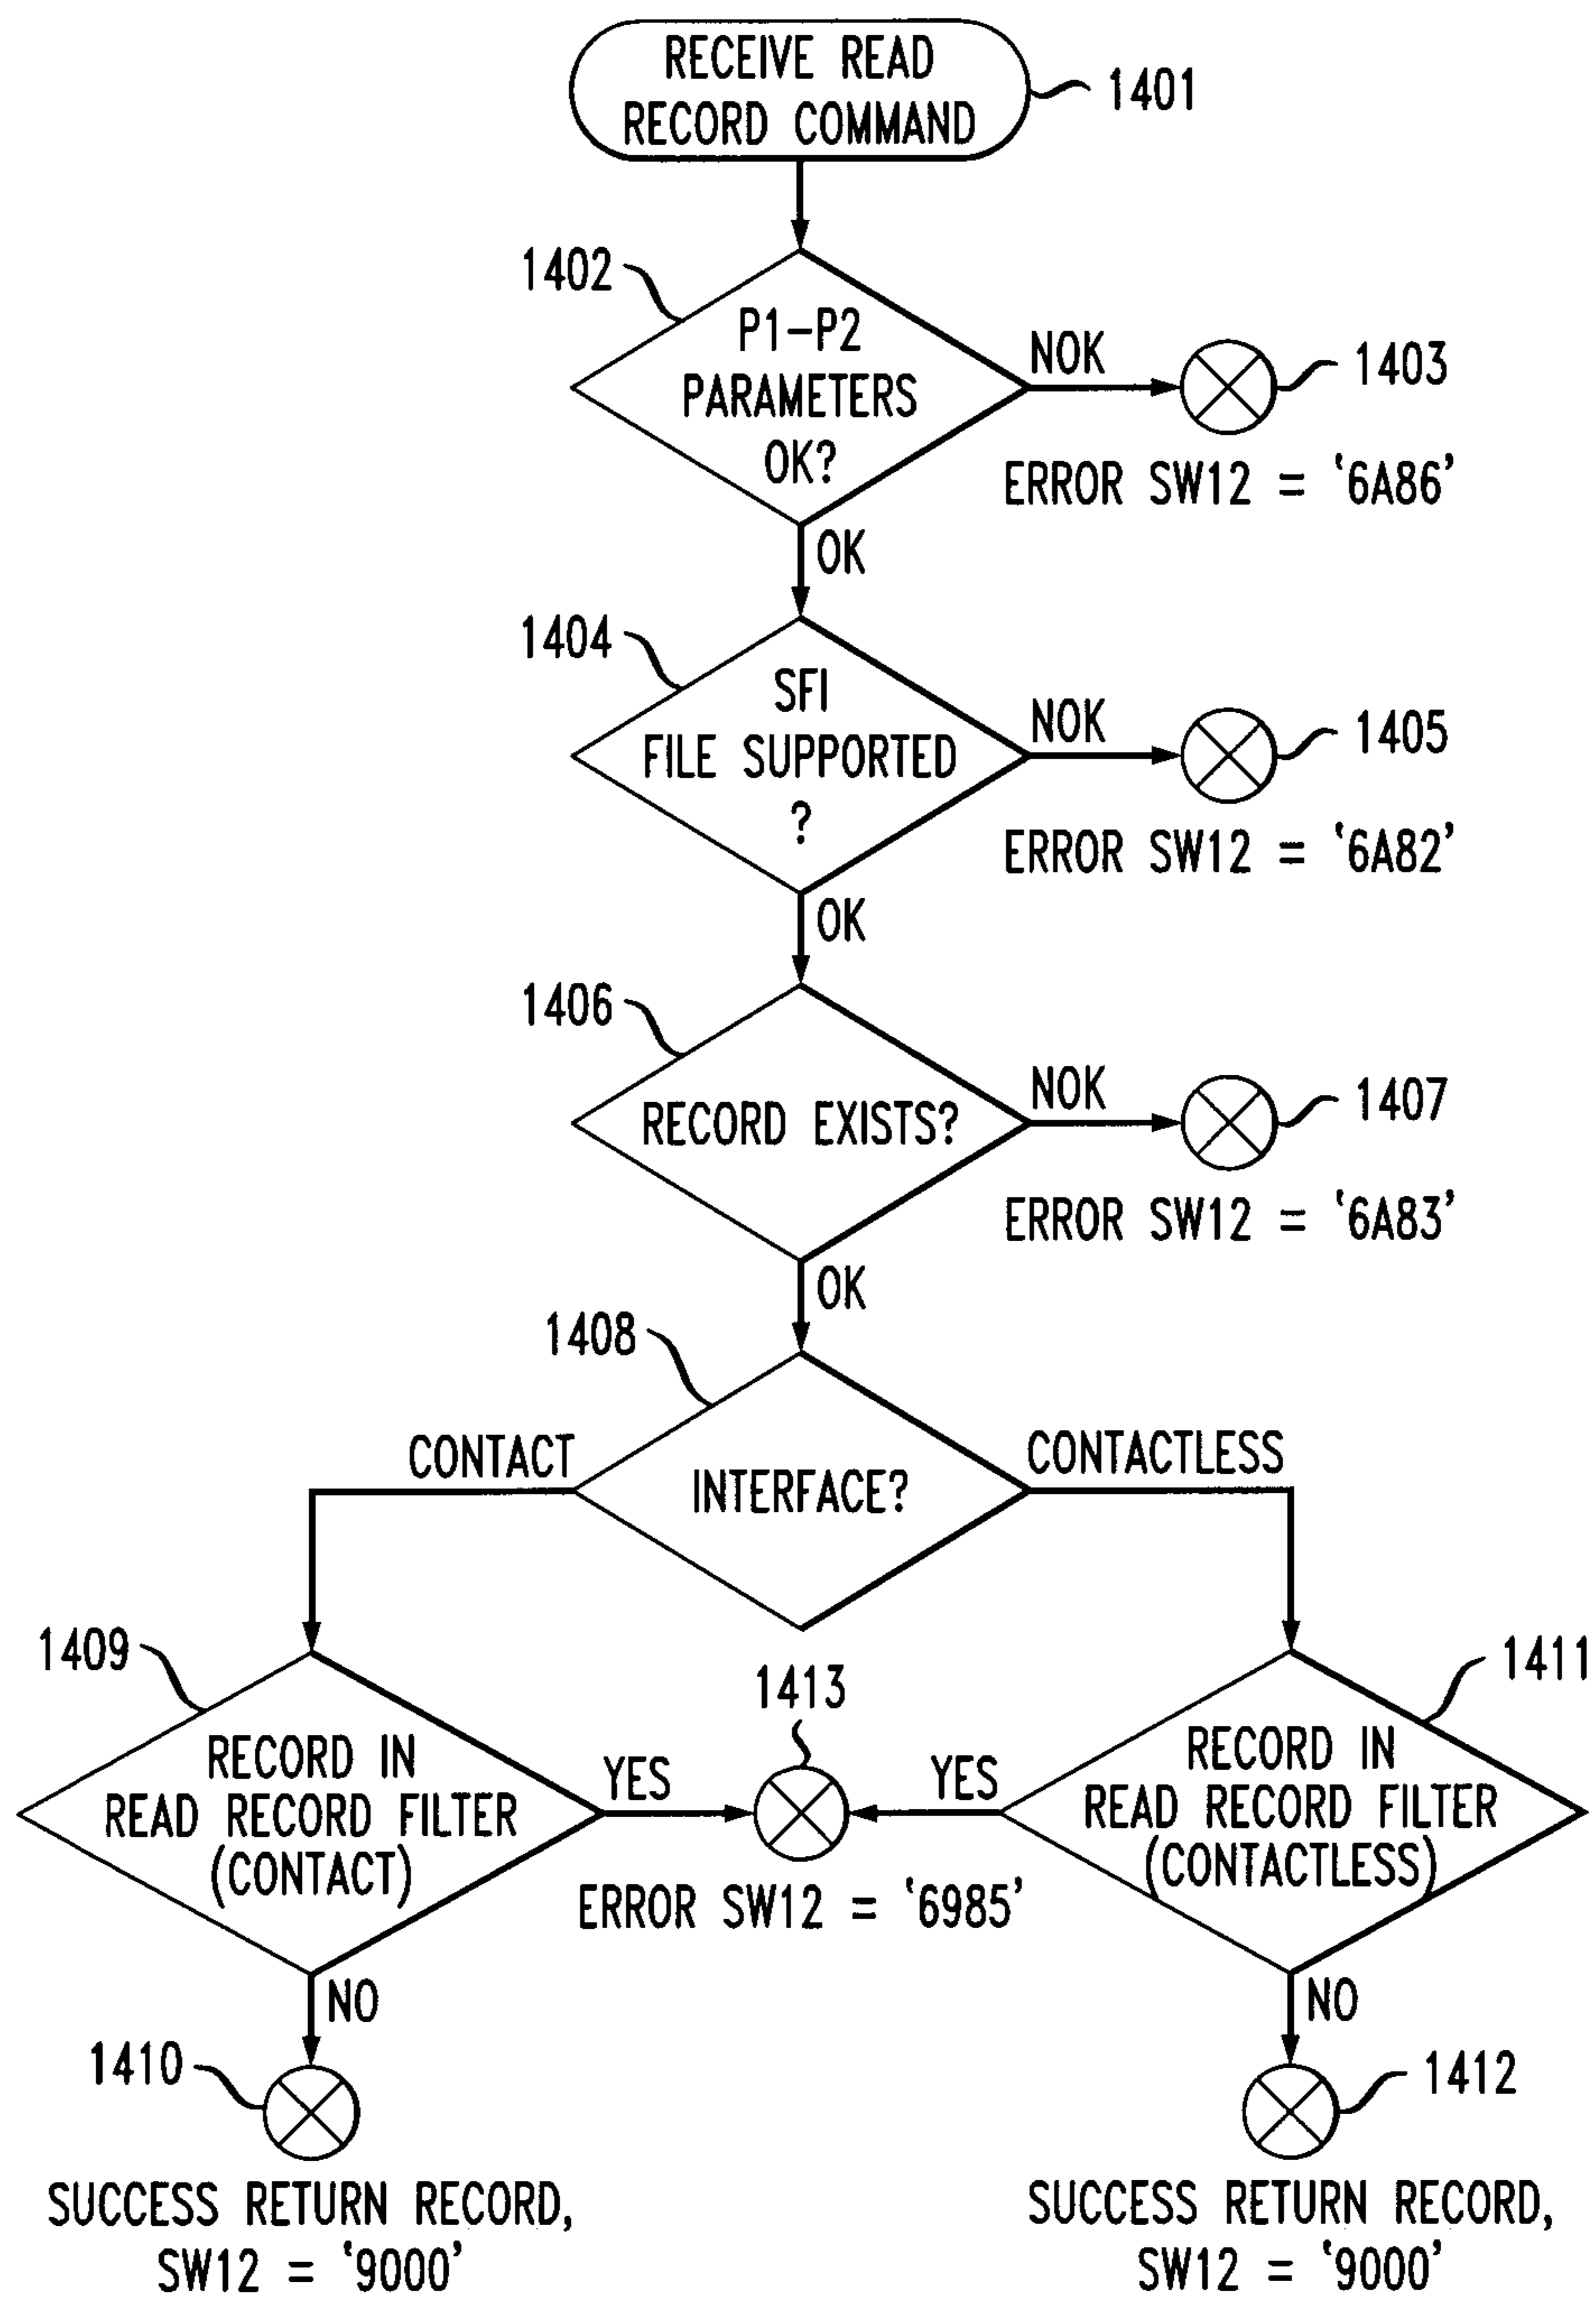 RECEIVE READ
RECORD COMMAND
1401
1402
P1-P2
PARAMETERS
OK?
NOK
1403
ERROR SW12 = '6A86'
OK
1404
SFI
FILE SUPPORTED
?
NOK
1405
ERROR SW12 = '6A82'
OK
1406
RECORD EXISTS?
NOK
1407
ERROR SW12 = '6A83'
OK
1408
CONTACT
INTERFACE?
CONTACTLESS
1409
RECORD IN
READ RECORD FILTER
(CONTACT)
YES
1413
ERROR SW12 = '6985'
YES
1411
RECORD IN
READ RECORD FILTER
(CONTACTLESS)
NO
1410
SUCCESS RETURN RECORD,
SW12 = '9000'
NO
1412
SUCCESS RETURN RECORD,
SW12 = '9000'